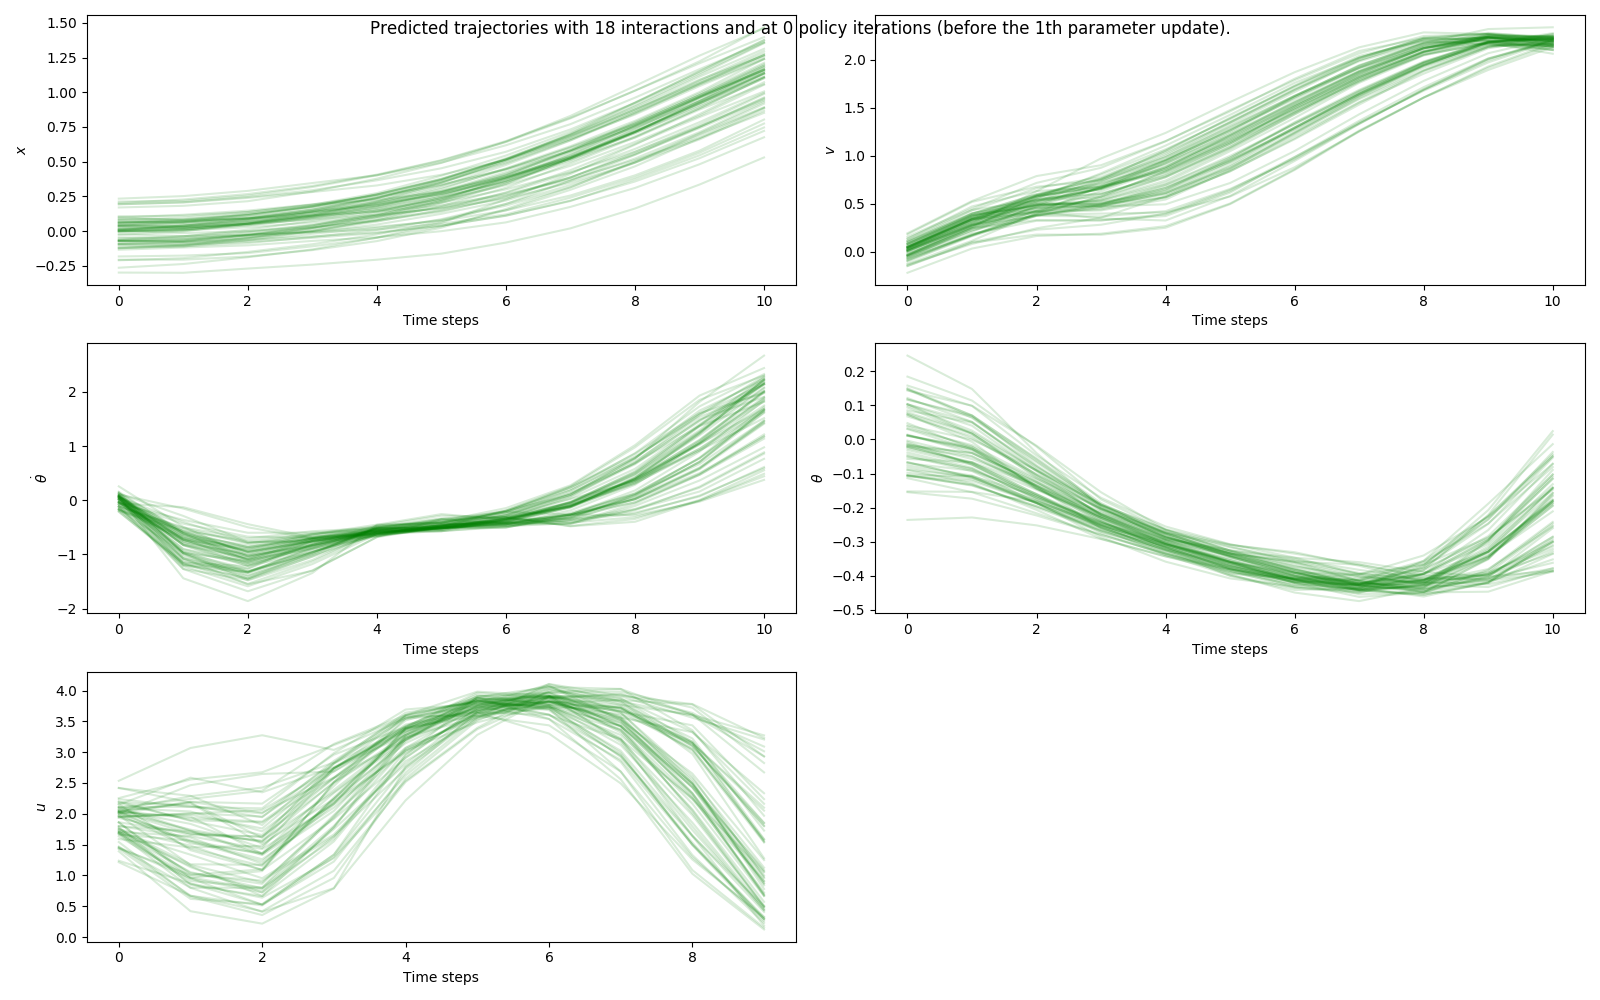 Predicted trajectories with 18 interactions and at 0 policy iterations (before the 1th parameter update).
1.50
1.25
1.00
0.75
0.50
0.25
0.00
−0.25
x
0 2 4 6 8 10
Time steps
2.0
1.5
1.0
0.5
0.0
v
0 2 4 6 8 10
Time steps
2
1
0
−1
−2
θ̇
0 2 4 6 8 10
Time steps
0.2
0.1
0.0
−0.1
−0.2
−0.3
−0.4
−0.5
θ
0 2 4 6 8 10
Time steps
4.0
3.5
3.0
2.5
2.0
1.5
1.0
0.5
0.0
u
0 2 4 6 8
Time steps